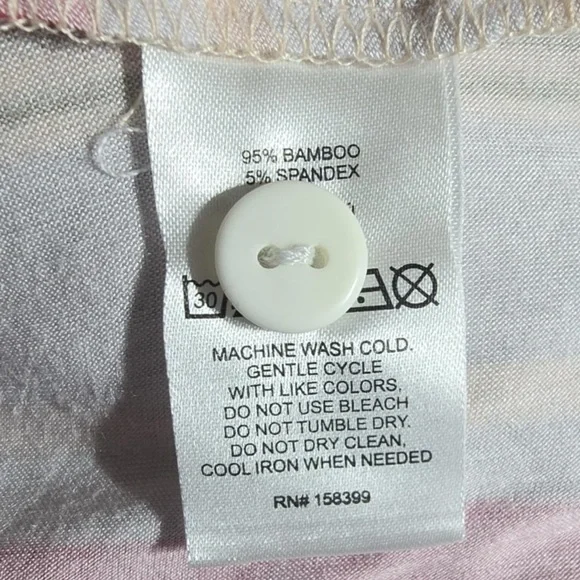 95% BAMBOO
5% SPANDEX
30
MACHINE WASH COLD.
GENTLE CYCLE
WITH LIKE COLORS,
DO NOT USE BLEACH
DO NOT TUMBLE DRY.
DO NOT DRY CLEAN,
COOL IRON WHEN NEEDED
RN# 158399